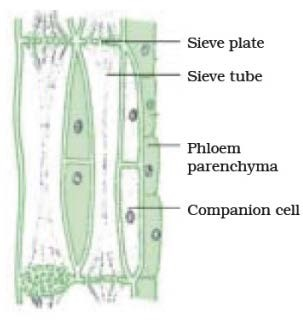 Sieve plate
Sieve tube
Phloem
parenchyma
Companion cell